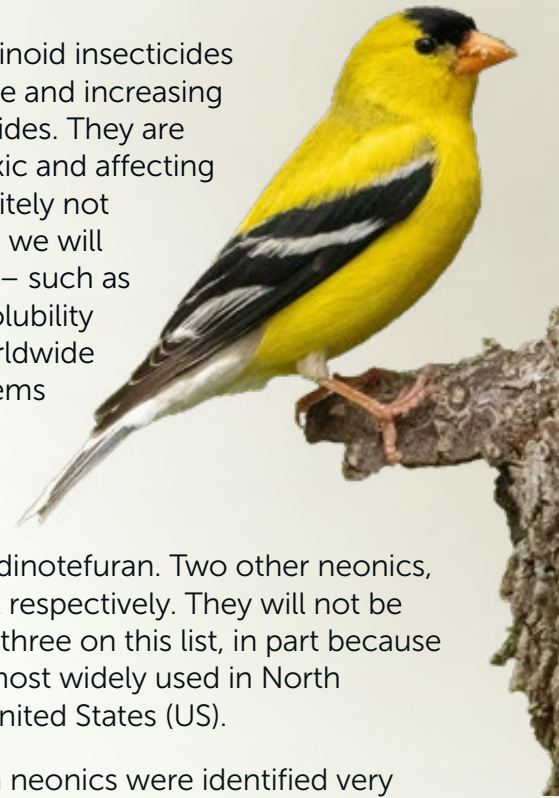 inoid insecticides
e and increasing
ides. They are
xic and affecting
itely not
we will
– such as
olubility
rldwide
ems
dinotefuran. Two other neonics,
respectively. They will not be
three on this list, in part because
most widely used in North
nited States (US).
n neonics were identified very